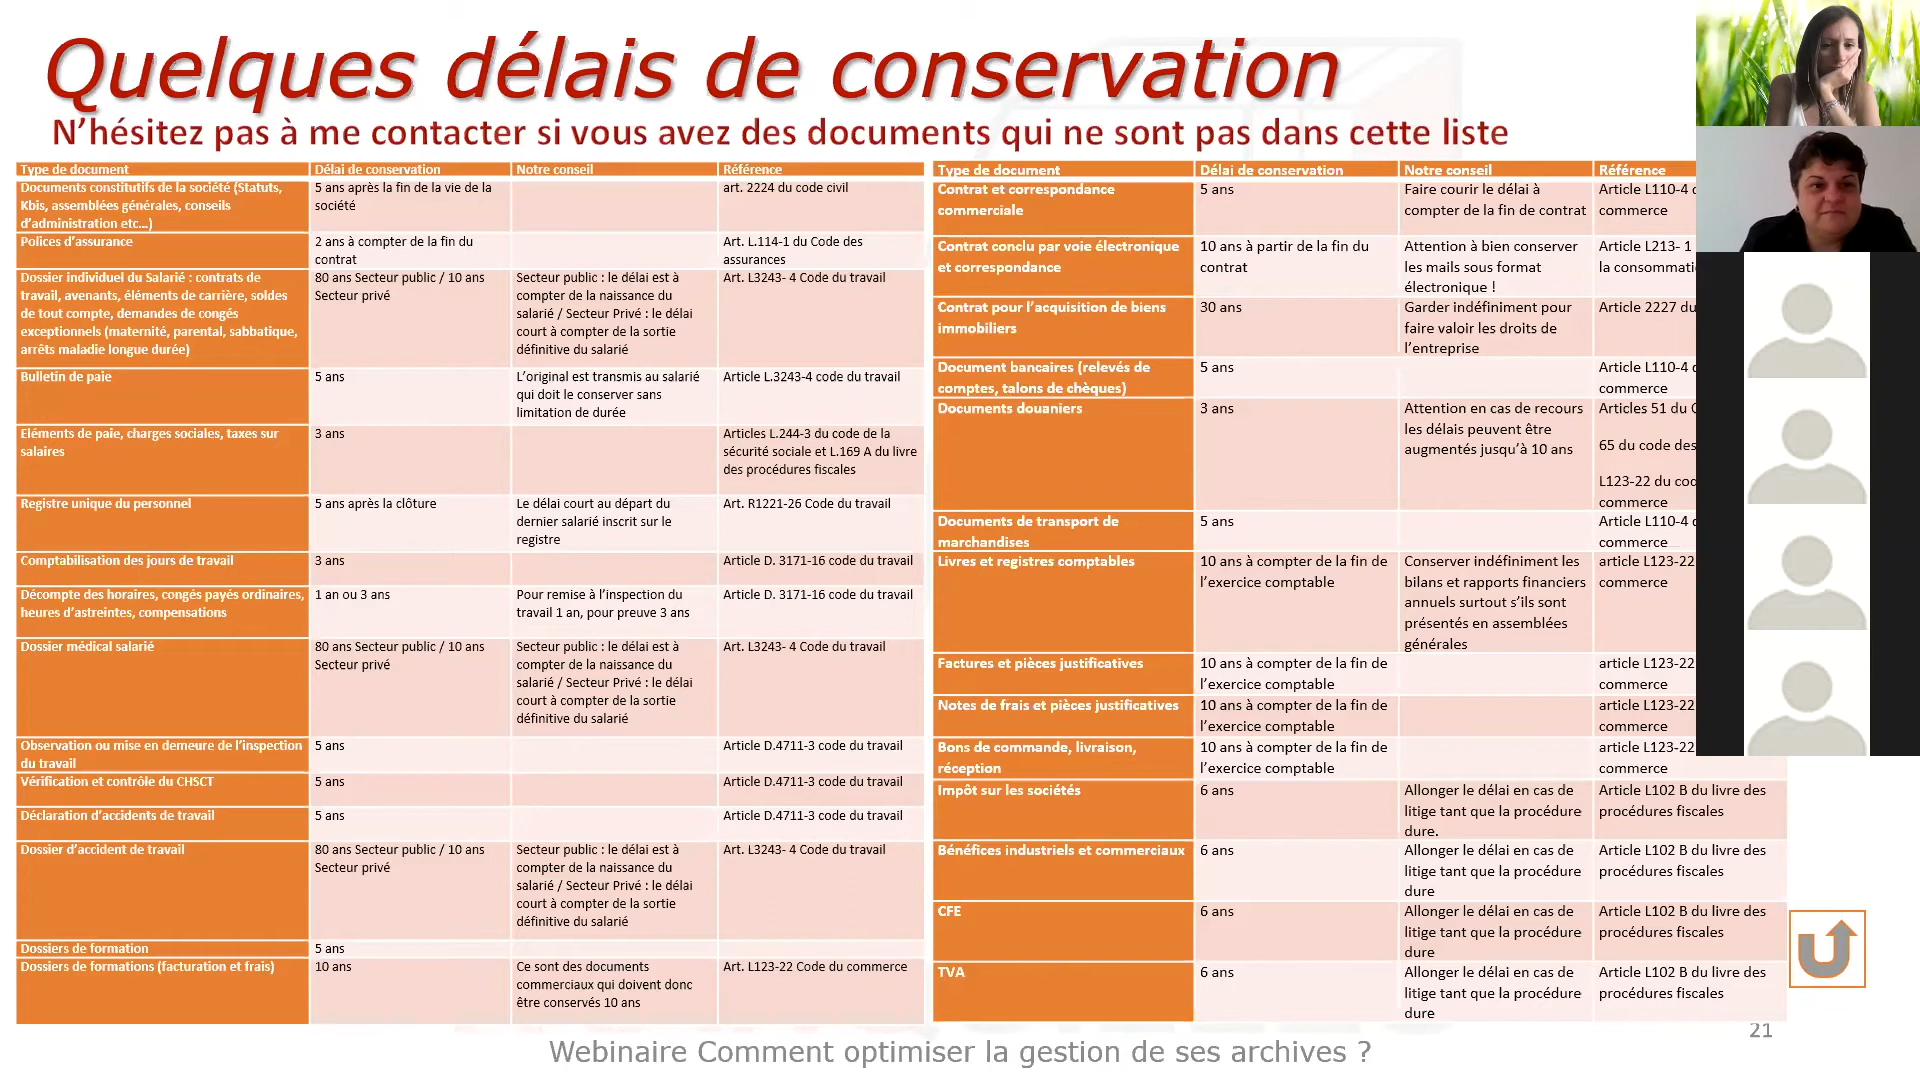 Quelques délais de conservation
N’hésitez pas à me contacter si vous avez des documents qui ne sont pas dans cette liste
Type de document Délai de conservation Notre conseil Référence
Documents constitutifs de la société (Statuts, 5 ans après la fin de la vie de la art. 2224 du code civil
Kbis, assemblées générales, conseils société
d’administration etc…)
Polices d’assurance 2 ans à compter de la fin du Art. L.114-1 du Code des
contrat assurances
Dossier individuel du Salarié : contrats de 80 ans Secteur public / 10 ans Secteur public : le délai est à Art. L3243- 4 Code du travail
travail, avenants, éléments de carrière, soldes Secteur privé compter de la naissance du
de tout compte, demandes de congés salarié / Secteur Privé : le délai
exceptionnels (maternité, parental, sabbatique, court à compter de la sortie
arrêts maladie longue durée) définitive du salarié
Bulletin de paie 5 ans L’original est transmis au salarié Article L.3243-4 code du travail
qui doit le conserver sans
limitation de durée
Eléments de paie, charges sociales, taxes sur 3 ans Articles L.244-3 du code de la
salaires sécurité sociale et L.169 A du livre
des procédures fiscales
Registre unique du personnel 5 ans après la clôture Le délai court au départ du Art. R1221-26 Code du travail
dernier salarié inscrit sur le
registre
Comptabilisation des jours de travail 3 ans Article D. 3171-16 code du travail
Décompte des horaires, congés payés ordinaires, 1 an ou 3 ans Pour remise à l’inspection du Article D. 3171-16 code du travail
heures d’astreintes, compensations travail 1 an, pour preuve 3 ans
Dossier médical salarié 80 ans Secteur public / 10 ans Secteur public : le délai est à Art. L3243- 4 Code du travail
Secteur privé compter de la naissance du
salarié / Secteur Privé : le délai
court à compter de la sortie
définitive du salarié
Observation ou mise en demeure de l’inspection 5 ans Article D.4711-3 code du travail
du travail
Vérification et contrôle du CHSCT 5 ans Article D.4711-3 code du travail
Déclaration d’accidents de travail 5 ans Article D.4711-3 code du travail
Dossier d’accident de travail 80 ans Secteur public / 10 ans Secteur public : le délai est à Art. L3243- 4 Code du travail
Secteur privé compter de la naissance du
salarié / Secteur Privé : le délai
court à compter de la sortie
définitive du salarié
Dossiers de formation 5 ans
Dossiers de formations (facturation et frais) 10 ans Ce sont des documents Art. L123-22 Code du commerce
commerciaux qui doivent donc
être conservés 10 ans
Type de document Délai de conservation Notre conseil Référence
Contrat et correspondance 5 ans Faire courir le délai à Article L110-4
commerciale compter de la fin de contrat commerce
Contrat conclu par voie électronique 10 ans à partir de la fin du Attention à bien conserver Article L213- 1
et correspondance contrat les mails sous format la
électronique !
Contrat pour l’acquisition de biens 30 ans Garder indéfiniment pour Article 2227 du
immobiliers faire valoir les droits de
l’entreprise
Document bancaires (relevés de 5 ans Article L110-4
comptes, talons de chèques) commerce
Documents douaniers 3 ans Attention en cas de recours Articles 51 du
les délais peuvent être
augmentés jusqu’à 10 ans 65 du code des
L123-22 du
commerce
Documents de transport de 5 ans Article L110-4
marchandises commerce
Livres et registres comptables 10 ans à compter de la fin de Conserver indéfiniment les article L123-22
l’exercice comptable bilans et rapports financiers commerce
annuels surtout s’ils sont
présentés en assemblées
générales
Factures et pièces justificatives 10 ans à compter de la fin de article L123-22
l’exercice comptable commerce
Notes de frais et pièces justificatives 10 ans à compter de la fin de article L123-22
l’exercice comptable commerce
Bons de commande, livraison, 10 ans à compter de la fin de article L123-22
réception l’exercice comptable commerce
Impôt sur les sociétés 6 ans Allonger le délai en cas de Article L102 B du livre des
litige tant que la procédure procédures fiscales
dure.
Bénéfices industriels et commerciaux 6 ans Allonger le délai en cas de Article L102 B du livre des
litige tant que la procédure procédures fiscales
dure
CFE 6 ans Allonger le délai en cas de Article L102 B du livre des
litige tant que la procédure procédures fiscales
dure
TVA 6 ans Allonger le délai en cas de Article L102 B du livre des
litige tant que la procédure procédures fiscales
dure
21
Webinaire Comment optimiser la gestion de ses archives ?